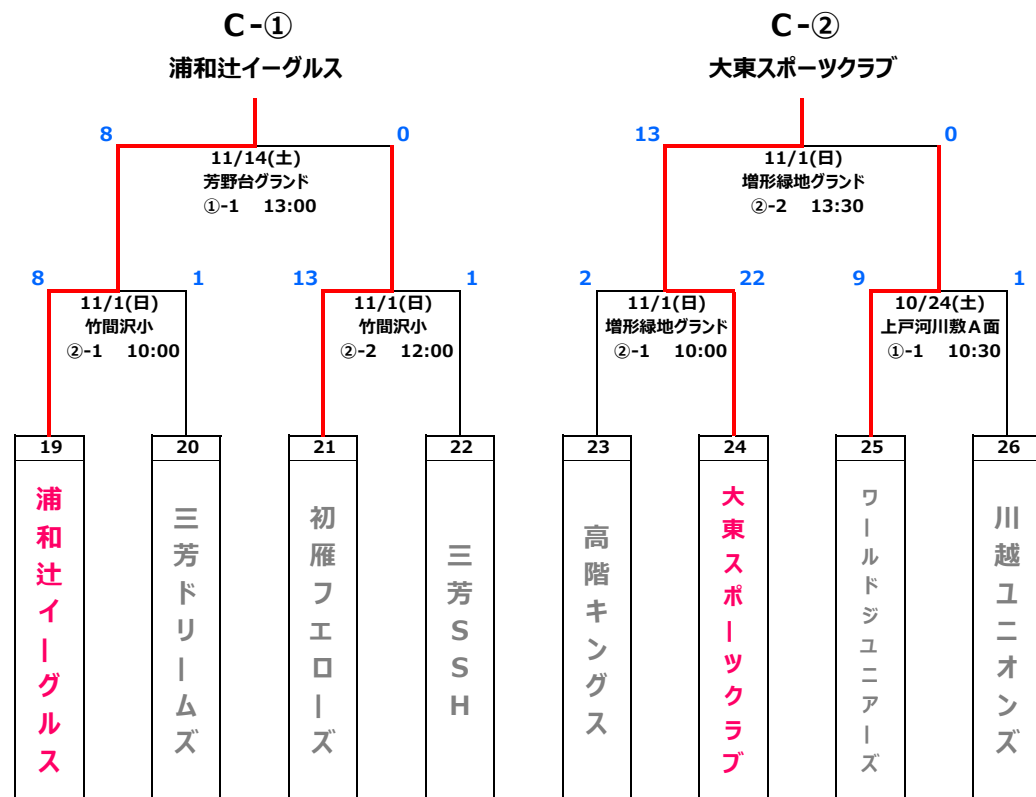 C-① C-②
浦和辻イーグルス 大東スポーツクラブ
8 0 13 0
11/14(土) 11/1(日)
芳野台グランド 増形緑地グランド
①-1 13:00 ②-2 13:30
8 1 13 1 2 22 9 1
11/1(日) 11/1(日) 11/1(日) 10/24(土)
竹間沢小 竹間沢小 増形緑地グランド 上戸河川敷A面
②-1 10:00 ②-2 12:00 ②-1 10:00 ①-1 10:30
19 20 21 22 23 24 25 26
浦和辻イーグルス
三芳ドリームズ
初雁フエローズ
三芳SSH
高階キングス
大東スポーツクラブ
ワールドジユニアーズ
川越ユニオンズ